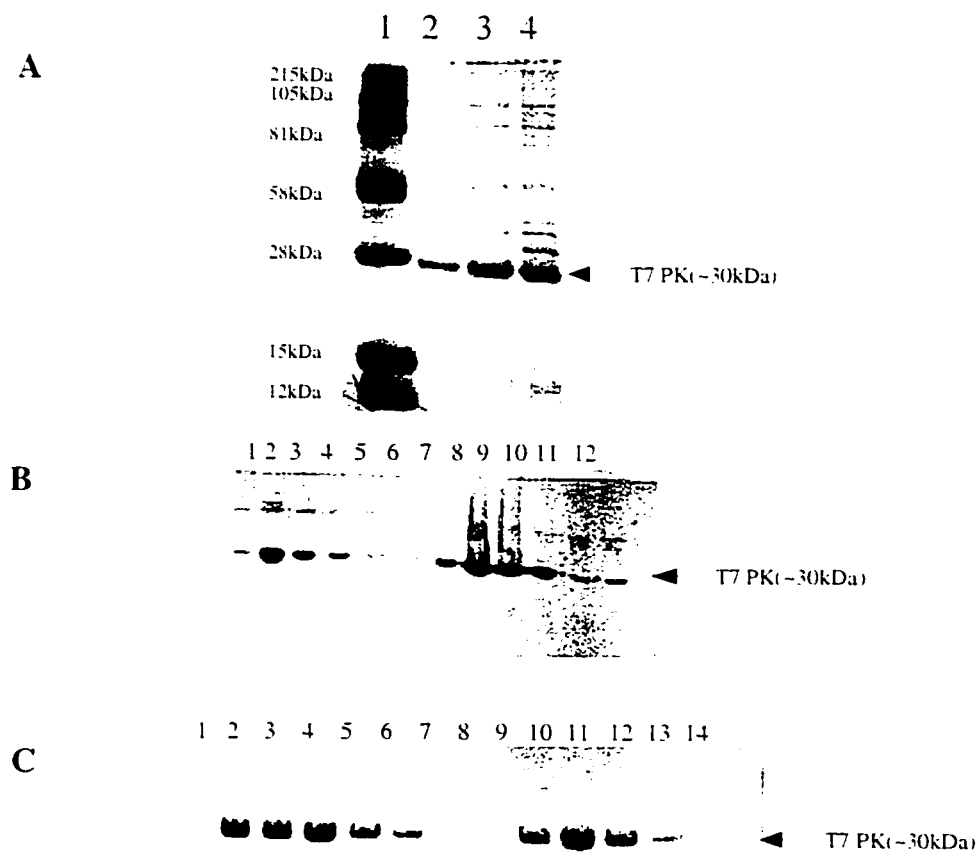 1 2 3 4
A
215kDa
105kDa
81kDa
58kDa
28kDa
T7 PK(~30kDa)
15kDa
12kDa
B
1 2 3 4 5 6 7 8 9 10 11 12
T7 PK(~30kDa)
C
1 2 3 4 5 6 7 8 9 10 11 12 13 14
T7 PK(~30kDa)